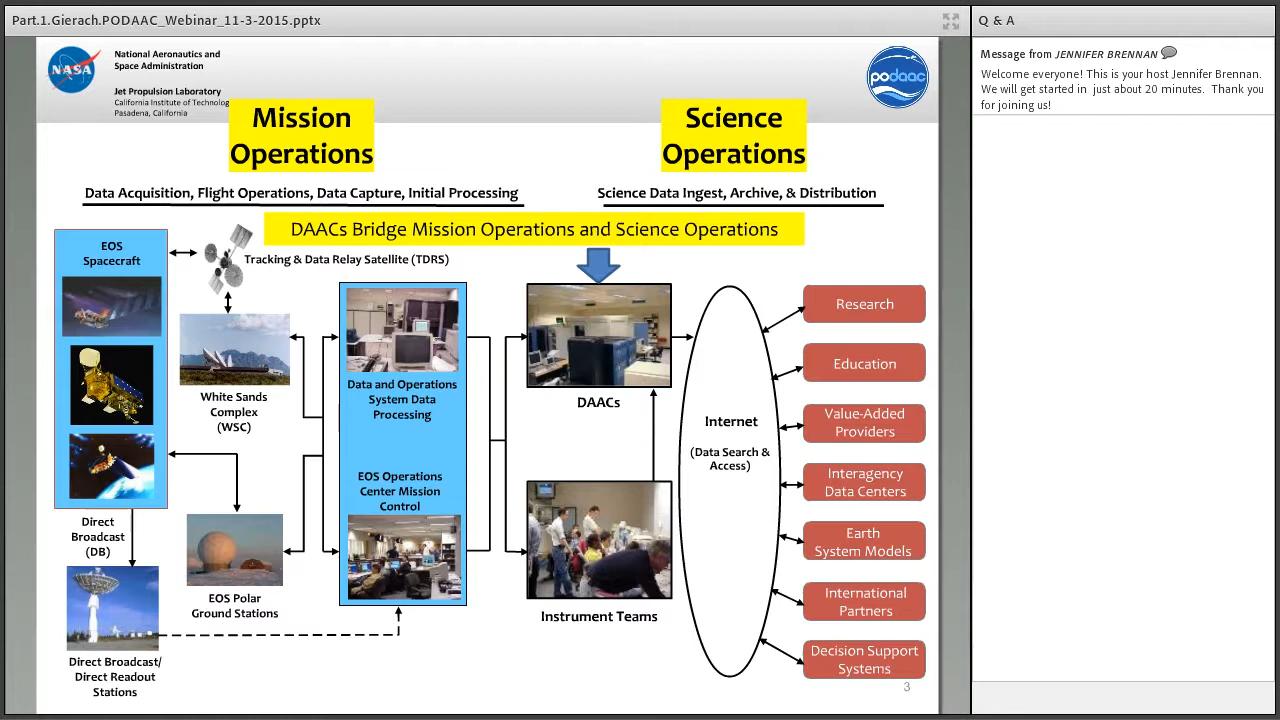 Part.1.Gierach.PODAAC_Webinar_11-3-2015.pptx
NASA
National Aeronautics and
Space Administration
Jet Propulsion Laboratory
California Institute of Technolog
Pasadena, California
podaac
Mission
Operations
Science
Operations
Data Acquisition, Flight Operations, Data Capture, Initial Processing
Science Data Ingest, Archive, & Distribution
DAACs Bridge Mission Operations and Science Operations
EOS
Spacecraft
Tracking & Data Relay Satellite (TDRS)
White Sands
Complex
(WSC)
Data and Operations
System Data
Processing
EOS Operations
Center Mission
Control
Direct
Broadcast
(DB)
EOS Polar
Ground Stations
Direct Broadcast/
Direct Readout
Stations
DAACs
Instrument Teams
Internet
(Data Search &
Access)
Research
Education
Value-Added
Providers
Interagency
Data Centers
Earth
System Models
International
Partners
Decision Support
Systems
3
Q & A
Message from JENNIFER BRENNAN
Welcome everyone! This is your host Jennifer Brennan.
We will get started in just about 20 minutes. Thank you
for joining us!